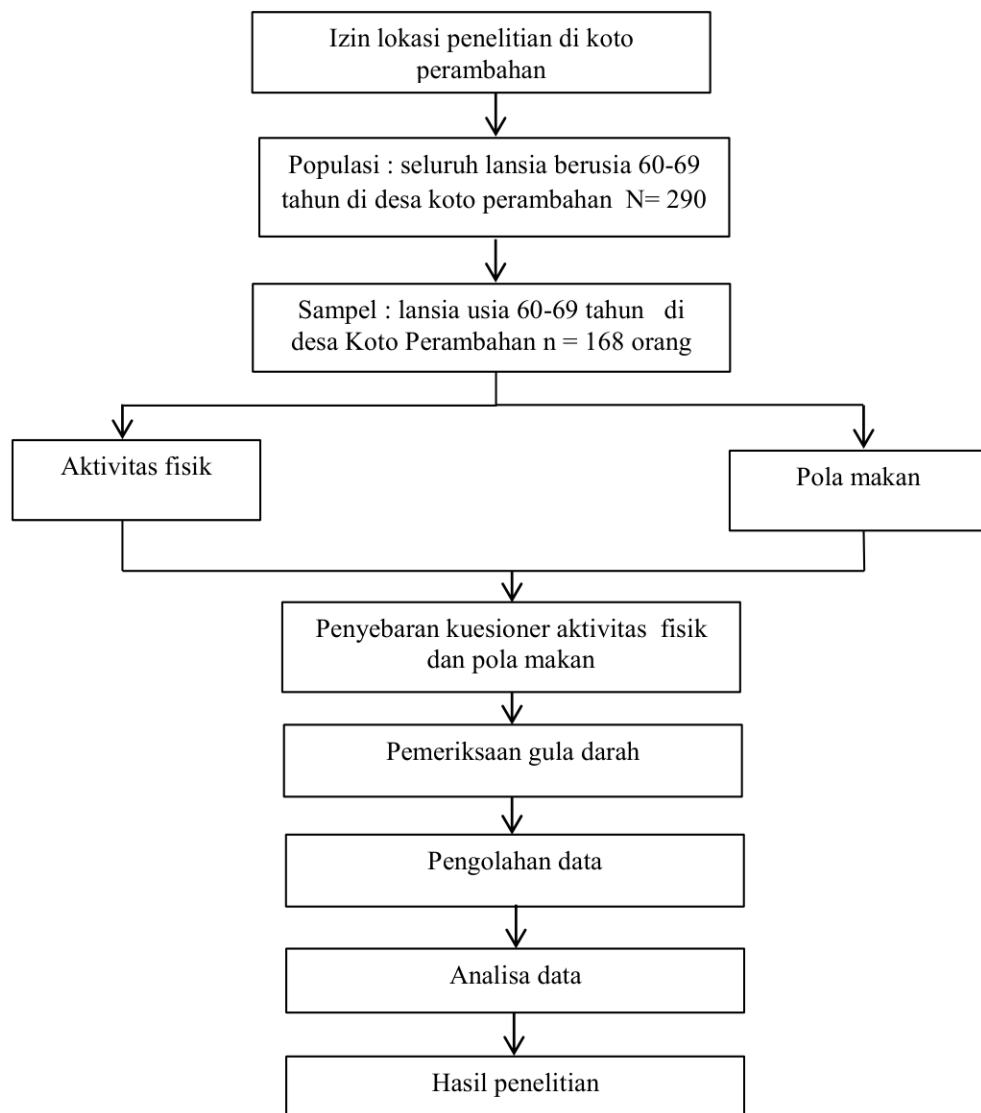 Izin lokasi penelitian di koto
perambahan
Populasi : seluruh lansia berusia 60-69
tahun di desa koto perambahan N= 290
Sampel : lansia usia 60-69 tahun di
desa Koto Perambahan n = 168 orang
Aktivitas fisik
Pola makan
Penyebaran kuesioner aktivitas fisik
dan pola makan
Pemeriksaan gula darah
Pengolahan data
Analisa data
Hasil penelitian